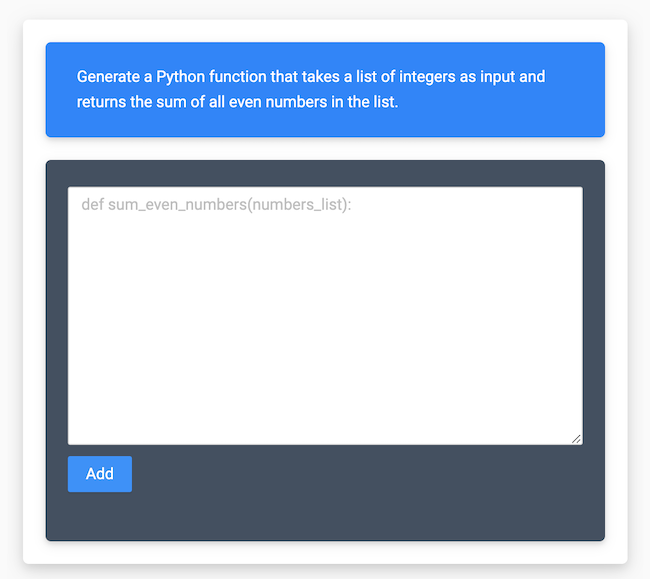 Generate a Python function that takes a list of integers as input and
returns the sum of all even numbers in the list.
def sum_even_numbers(numbers_list):
Add